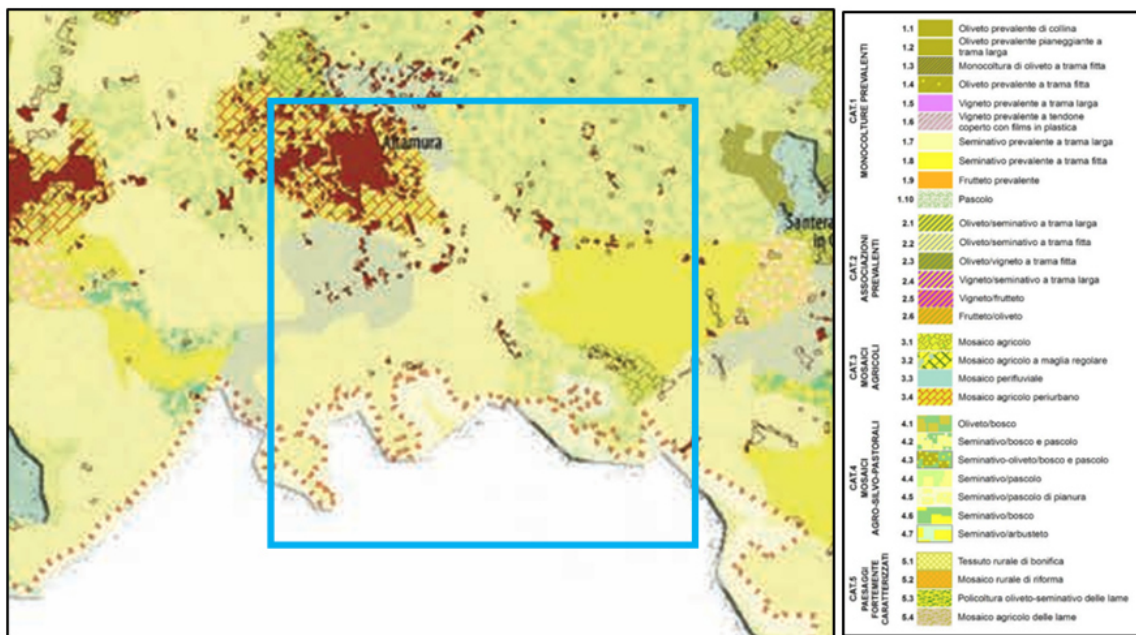 Altamura
Santera
in C
CAT.1
MONOCOLTURE PREVALENTI
1.1 Oliveto prevalente di collina
1.2 Oliveto prevalente pianeggiante a
trama larga
1.3 Monocoltura di oliveto a trama fitta
1.4 Oliveto prevalente a trama fitta
1.5 Vigneto prevalente a trama larga
1.6 Vigneto prevalente a tendone
coperto con films in plastica
1.7 Seminativo prevalente a trama larga
1.8 Seminativo prevalente a trama fitta
1.9 Frutteto prevalente
1.10 Pascolo
CAT.2
ASSOCIAZIONI
PREVALENTI
2.1 Oliveto/seminativo a trama larga
2.2 Oliveto/seminativo a trama fitta
2.3 Oliveto/vigneto a trama fitta
2.4 Vigneto/seminativo a trama larga
2.5 Vigneto/frutteto
2.6 Frutteto/oliveto
CAT.3
MOSAICI
AGRICOLI
3.1 Mosaico agricolo
3.2 Mosaico agricolo a maglia regolare
3.3 Mosaico perifluviale
3.4 Mosaico agricolo periurbano
CAT.4
MOSAICI
AGRO-SILVO-PASTORALI
4.1 Oliveto/bosco
4.2 Seminativo/bosco e pascolo
4.3 Seminativo-oliveto/bosco e pascolo
4.4 Seminativo/pascolo
4.5 Seminativo/pascolo di pianura
4.6 Seminativo/bosco
4.7 Seminativo/arbusteto
CAT.5
PAESAGGI
FORTEMENTE
CARATTERIZZATI
5.1 Tessuto rurale di bonifica
5.2 Mosaico rurale di riforma
5.3 Policoltura oliveto-seminativo delle lame
5.4 Mosaico agricolo delle lame